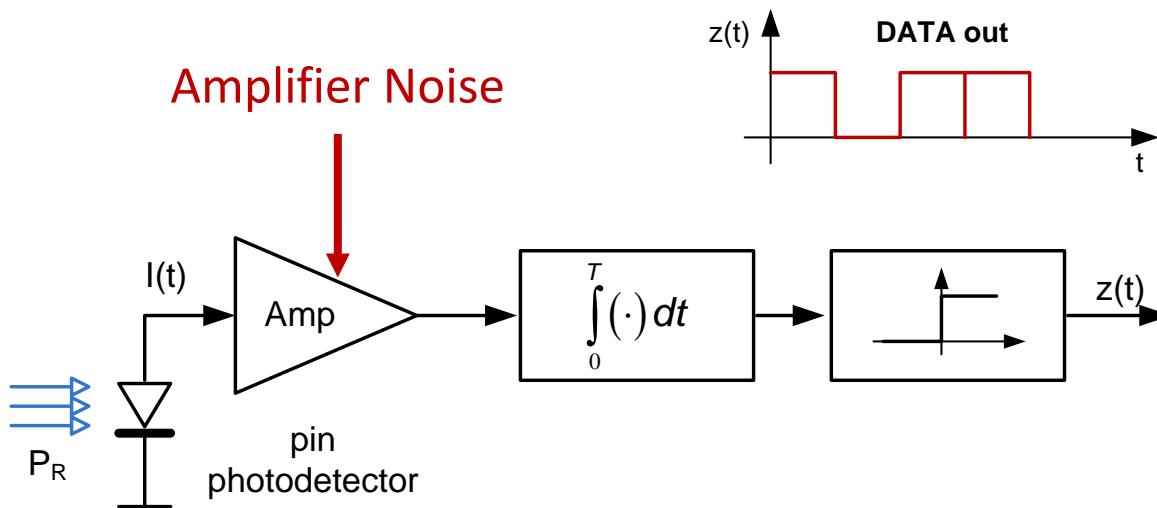 z(t)
DATA out
t
Amplifier Noise
I(t)
Amp
T
∫(·) dt
0
z(t)
P_R
pin
photodetector